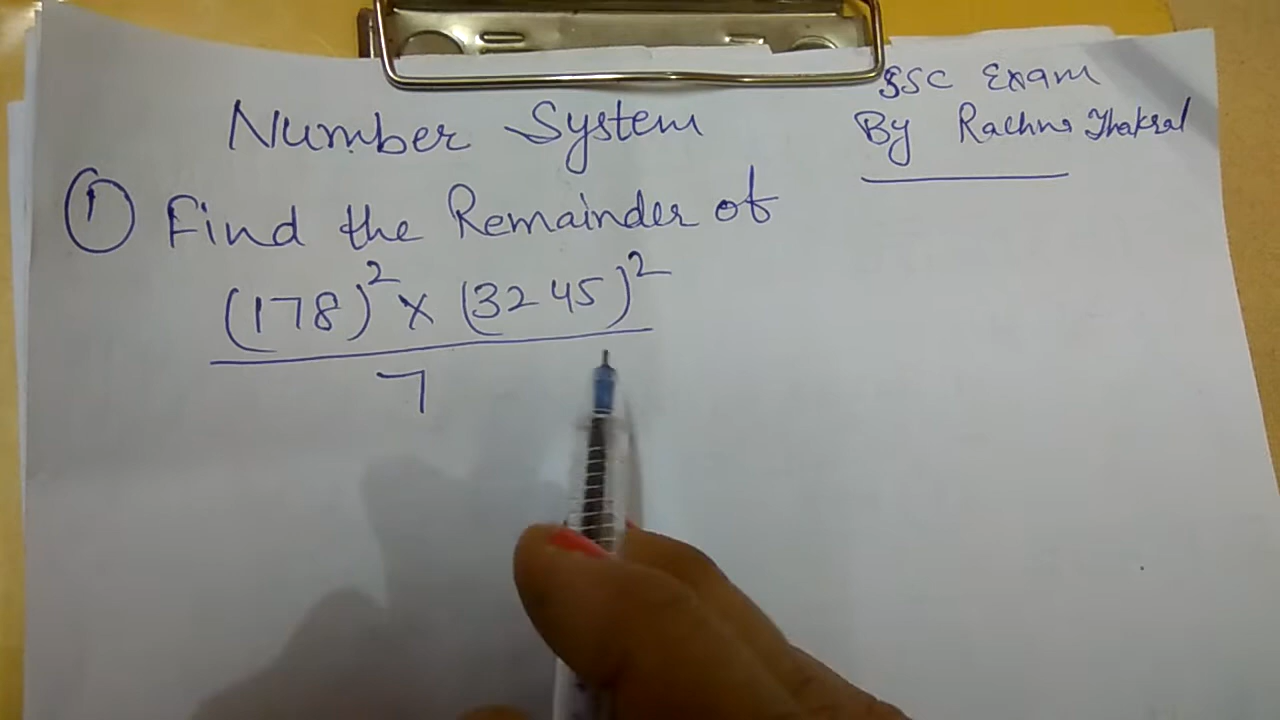 SSC Exam
Number System
By Rachna Thakral
① Find the Remainder of
(178)² × (3245)²
7